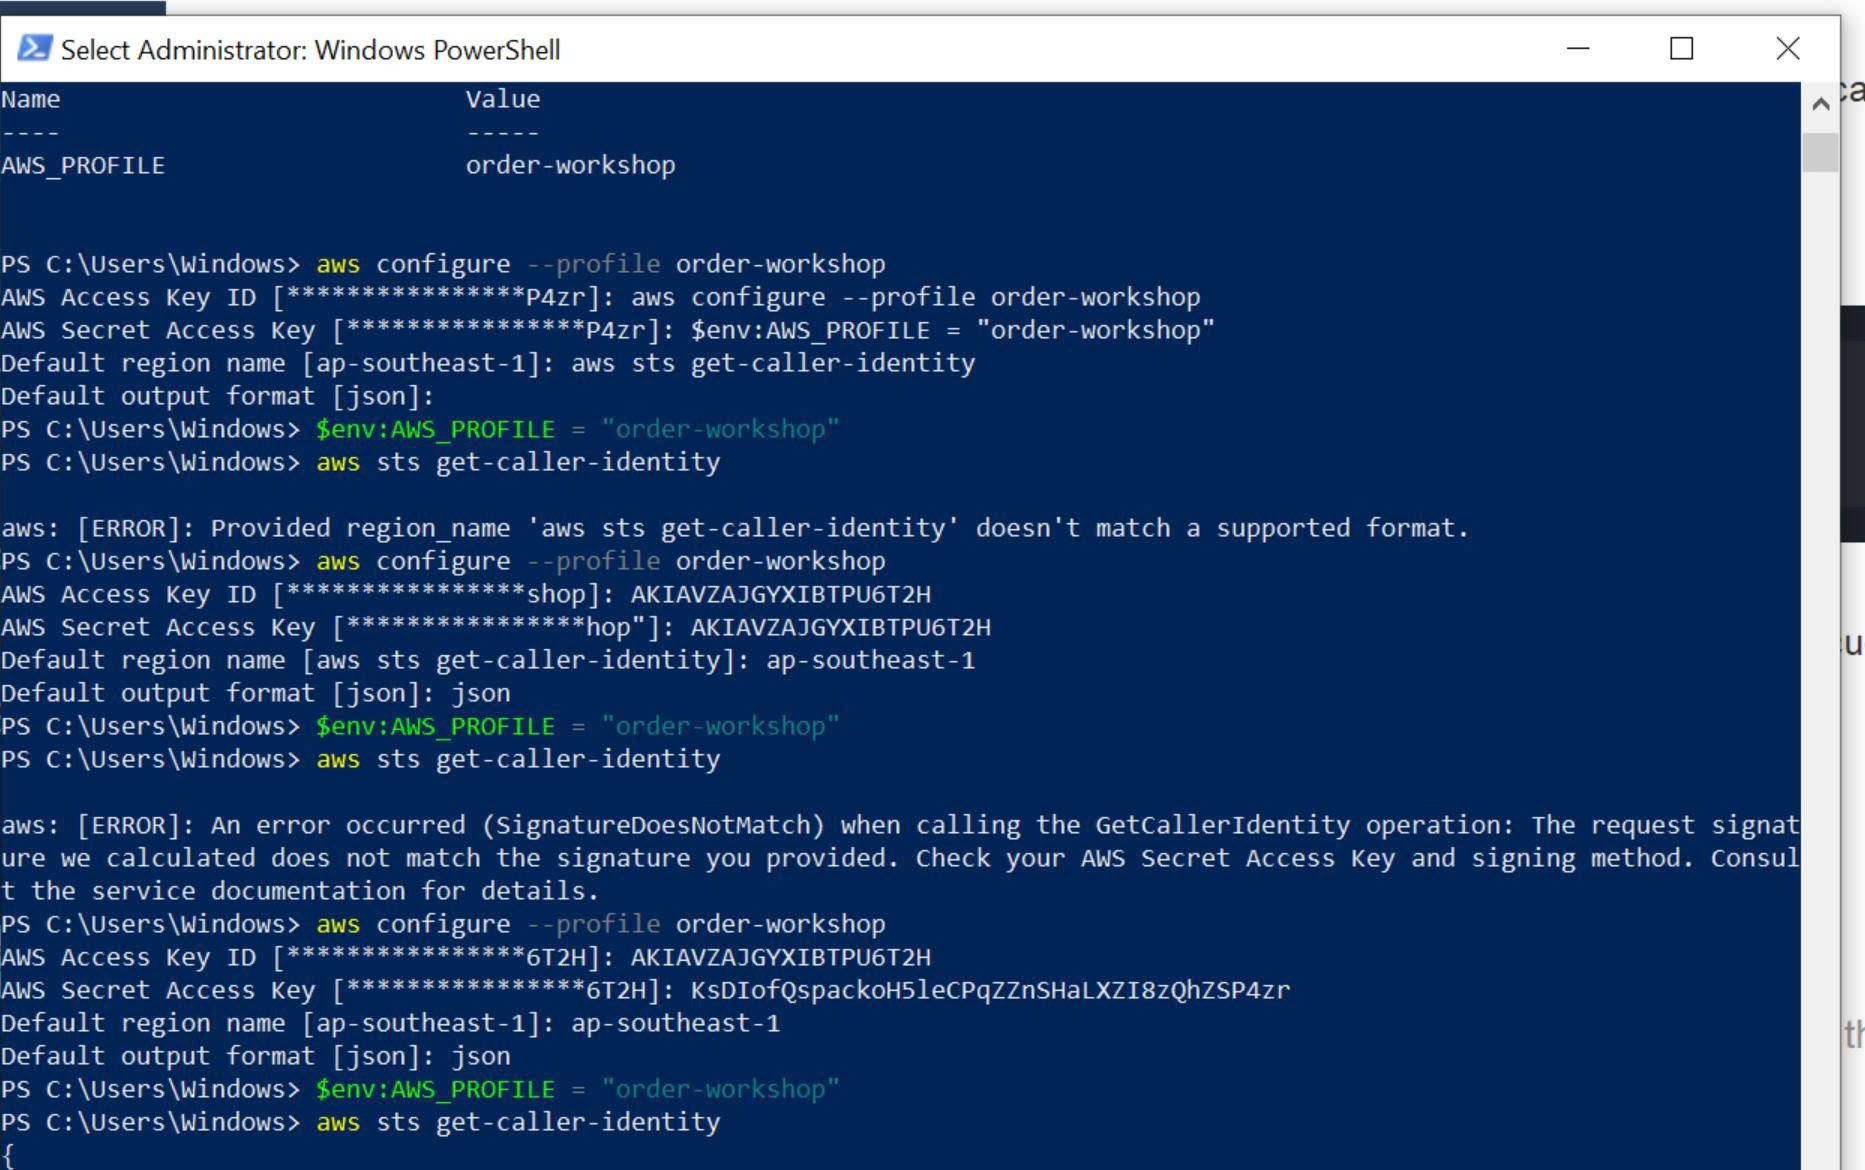 Select Administrator: Windows PowerShell
Name Value
---- -----
AWS_PROFILE order-workshop
PS C:\Users\Windows> aws configure --profile order-workshop
AWS Access Key ID [****************P4zr]: aws configure --profile order-workshop
AWS Secret Access Key [****************P4zr]: $env:AWS_PROFILE = "order-workshop"
Default region name [ap-southeast-1]: aws sts get-caller-identity
Default output format [json]:
PS C:\Users\Windows> $env:AWS_PROFILE = "order-workshop"
PS C:\Users\Windows> aws sts get-caller-identity
aws: [ERROR]: Provided region_name 'aws sts get-caller-identity' doesn't match a supported format.
PS C:\Users\Windows> aws configure --profile order-workshop
AWS Access Key ID [****************shop]: AKIAVZAJGYXIBTPU6T2H
AWS Secret Access Key [****************hop"]: AKIAVZAJGYXIBTPU6T2H
Default region name [aws sts get-caller-identity]: ap-southeast-1
Default output format [json]: json
PS C:\Users\Windows> $env:AWS_PROFILE = "order-workshop"
PS C:\Users\Windows> aws sts get-caller-identity
aws: [ERROR]: An error occurred (SignatureDoesNotMatch) when calling the GetCallerIdentity operation: The request signat
ure we calculated does not match the signature you provided. Check your AWS Secret Access Key and signing method. Consul
t the service documentation for details.
PS C:\Users\Windows> aws configure --profile order-workshop
AWS Access Key ID [****************6T2H]: AKIAVZAJGYXIBTPU6T2H
AWS Secret Access Key [****************6T2H]: 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
Default region name [ap-southeast-1]: ap-southeast-1
Default output format [json]: json
PS C:\Users\Windows> $env:AWS_PROFILE = "order-workshop"
PS C:\Users\Windows> aws sts get-caller-identity
{